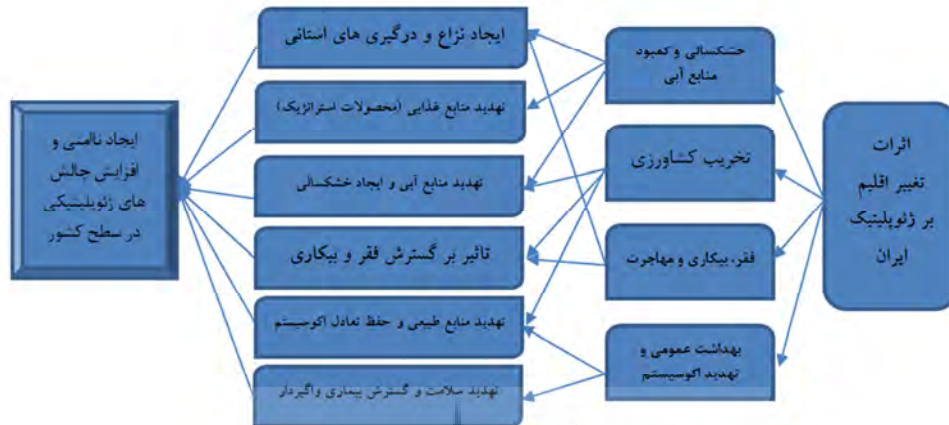 اثرات
تغییر اقلیم
بر ژئوپلیتیک
ایران
خشکسالی و کمبود
منابع آبی
تخریب کشاورزی
فقر، بیکاری و مهاجرت
بهداشت عمومی و
تهدید اکوسیستم
ایجاد نزاع و درگیری های استانی
تهدید منابع غذایی (محصولات استراتژیک)
تهدید منابع آبی و ایجاد خشکسالی
تاثیر بر گسترش فقر و بیکاری
تهدید منابع طبیعی و حفظ تعادل اکوسیستم
تهدید سلامت و گسترش بیماری واگیردار
ایجاد ناامنی و
افزایش چالش
های ژئوپلیتیکی
در سطح کشور